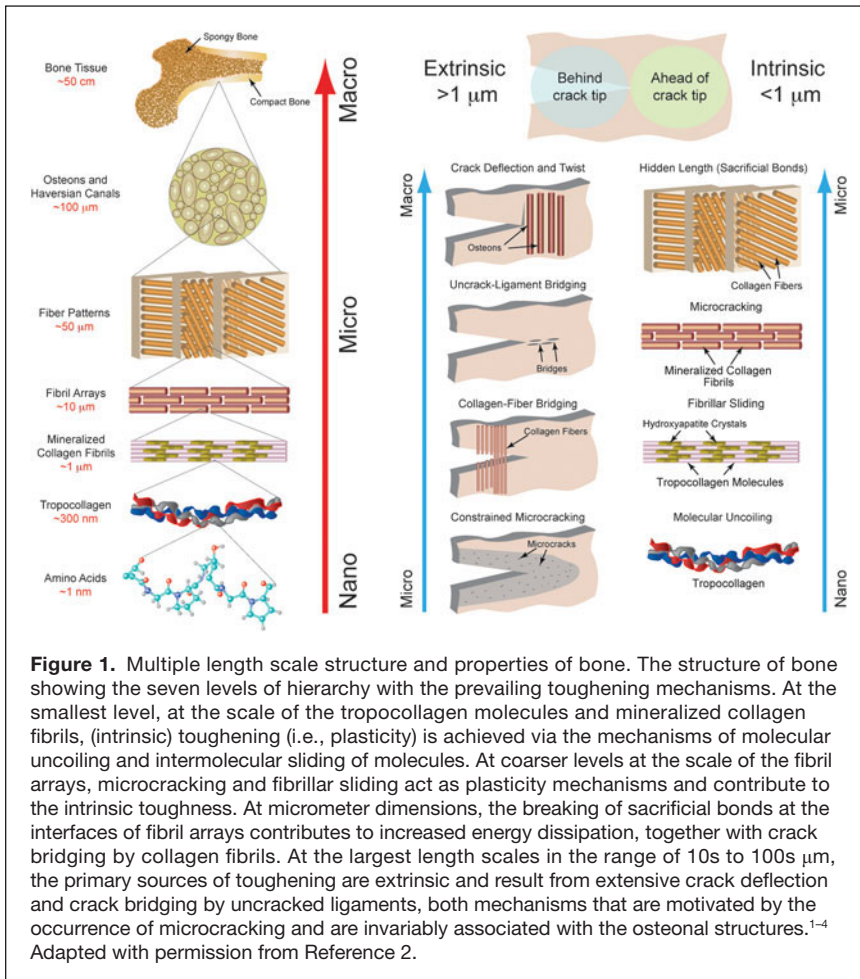 Spongy Bone
Bone Tissue
~50 cm
Compact Bone
Osteons and
Haversian Canals
~100 μm
Fiber Patterns
~50 μm
Fibril Arrays
~10 μm
Mineralized
Collagen Fibrils
~1 μm
Tropocollagen
~300 nm
Amino Acids
~1 nm
Macro
Micro
Nano
Extrinsic
>1 μm
Behind
crack tip
Ahead of
crack tip
Intrinsic
<1 μm
Macro
Micro
Crack Deflection and Twist
Osteons
Uncrack-Ligament Bridging
Bridges
Collagen-Fiber Bridging
Collagen Fibers
Constrained Microcracking
Microcracks
Hidden Length (Sacrificial Bonds)
Collagen Fibers
Microcracking
Mineralized Collagen
Fibrils
Fibrillar Sliding
Hydroxyapatite Crystals
Tropocollagen Molecules
Molecular Uncoiling
Tropocollagen
Micro
Nano
Figure 1. Multiple length scale structure and properties of bone. The structure of bone
showing the seven levels of hierarchy with the prevailing toughening mechanisms. At the
smallest level, at the scale of the tropocollagen molecules and mineralized collagen
fibrils, (intrinsic) toughening (i.e., plasticity) is achieved via the mechanisms of molecular
uncoiling and intermolecular sliding of molecules. At coarser levels at the scale of the fibril
arrays, microcracking and fibrillar sliding act as plasticity mechanisms and contribute to
the intrinsic toughness. At micrometer dimensions, the breaking of sacrificial bonds at the
interfaces of fibril arrays contributes to increased energy dissipation, together with crack
bridging by collagen fibrils. At the largest length scales in the range of 10s to 100s μm,
the primary sources of toughening are extrinsic and result from extensive crack deflection
and crack bridging by uncracked ligaments, both mechanisms that are motivated by the
occurrence of microcracking and are invariably associated with the osteonal structures.1–4
Adapted with permission from Reference 2.